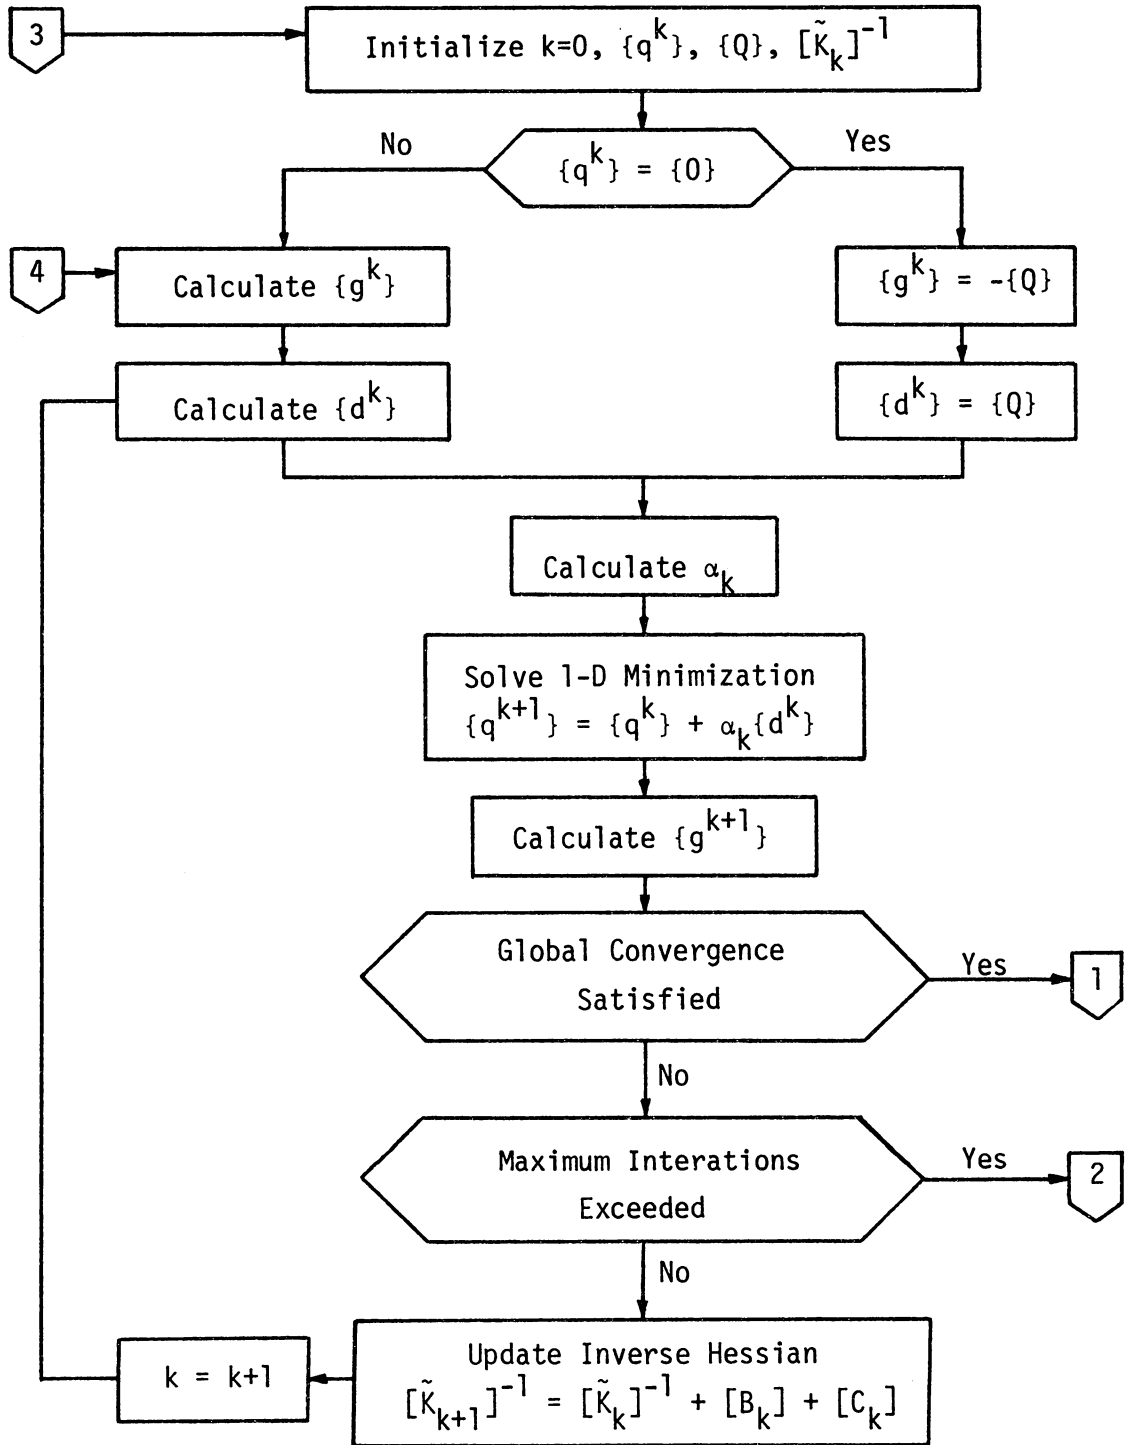 3
Initialize k=0, {q^k}, {Q}, [K̃_k]^-1
No
Yes
{q^k} = {0}
4
Calculate {g^k}
{g^k} = -{Q}
Calculate {d^k}
{d^k} = {Q}
Calculate α_k
Solve 1-D Minimization
{q^k+1} = {q^k} + α_k{d^k}
Calculate {g^k+1}
Global Convergence
Satisfied
Yes
1
No
Maximum Interations
Exceeded
Yes
2
No
Update Inverse Hessian
[K̃_k+1]^-1 = [K̃_k]^-1 + [B_k] + [C_k]
k = k+1